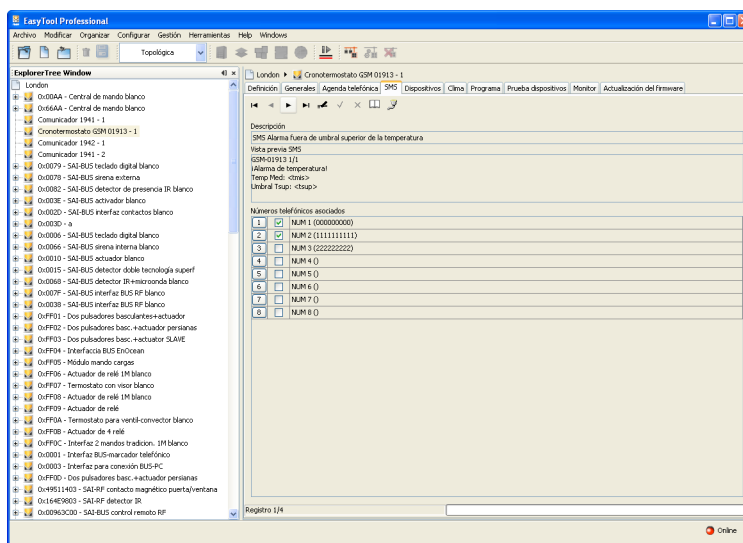 EasyTool Professional
Archivo Modificar Organizar Configurar Gestión Herramientas Help Windows
Topológica
ExplorerTree Window
London
0x00AA - Central de mando blanco
0x66AA - Central de mando blanco
Comunicador 1941 - 1
Cronotermostato GSM 01913 - 1
Comunicador 1942 - 1
Comunicador 1941 - 2
0x0079 - SAI-BUS teclado digital blanco
0x0078 - SAI-BUS sirena externa
0x0082 - SAI-BUS detector de presencia IR blanco
0x003E - SAI-BUS activador blanco
0x002D - SAI-BUS interfaz contactos blanco
0x003D - a
0x0006 - SAI-BUS teclado digital blanco
0x0066 - SAI-BUS sirena interna blanco
0x0010 - SAI-BUS actuador blanco
0x0015 - SAI-BUS detector doble tecnología superf
0x0068 - SAI-BUS detector IR+microonda blanco
0x007F - SAI-BUS interfaz BUS RF blanco
0x0038 - SAI-BUS interfaz BUS RF blanco
0xFF01 - Dos pulsadores basculantes+actuador
0xFF02 - Dos pulsadores basc.+actuador persianas
0xFF03 - Dos pulsadores basc.+actuator SLAVE
0xFF04 - Interfaccia BUS EnOcean
0xFF05 - Módulo mando cargas
0xFF06 - Actuador de relé 1M blanco
0xFF07 - Termostato con visor blanco
0xFF08 - Actuador de relé 1M blanco
0xFF09 - Actuador de relé
0xFF0A - Termostato para ventil-convector blanco
0xFF0B - Actuador de 4 relé
0xFF0C - Interfaz 2 mandos tradicion. 1M blanco
0x0001 - Interfaz BUS-marcador telefónico
0x0003 - Interfaz para conexión BUS-PC
0xFF0D - Dos pulsadores basc.+actuador persianas
0x49511403 - SAI-RF contacto magnético puerta/ventana
0x164E9803 - SAI-RF detector IR
0x00963C00 - SAI-BUS control remoto RF
London Cronotermostato GSM 01913 - 1
Definición Generales Agenda telefónica SMS Dispositivos Clima Programa Prueba dispositivos Monitor Actualización del firmware
Descripción
SMS Alarma fuera de umbral superior de la temperatura
Vista previa SMS
GSM-01913 1/1
¡Alarma de temperatura!
Temp Med: <tmis>
Umbral Tsup: <tsup>
Números telefónicos asociados
1 NUM 1 (000000000)
2 NUM 2 (1111111111)
3 NUM 3 (222222222)
4 NUM 4 ()
5 NUM 5 ()
6 NUM 6 ()
7 NUM 7 ()
8 NUM 8 ()
Registro 1/4
Online